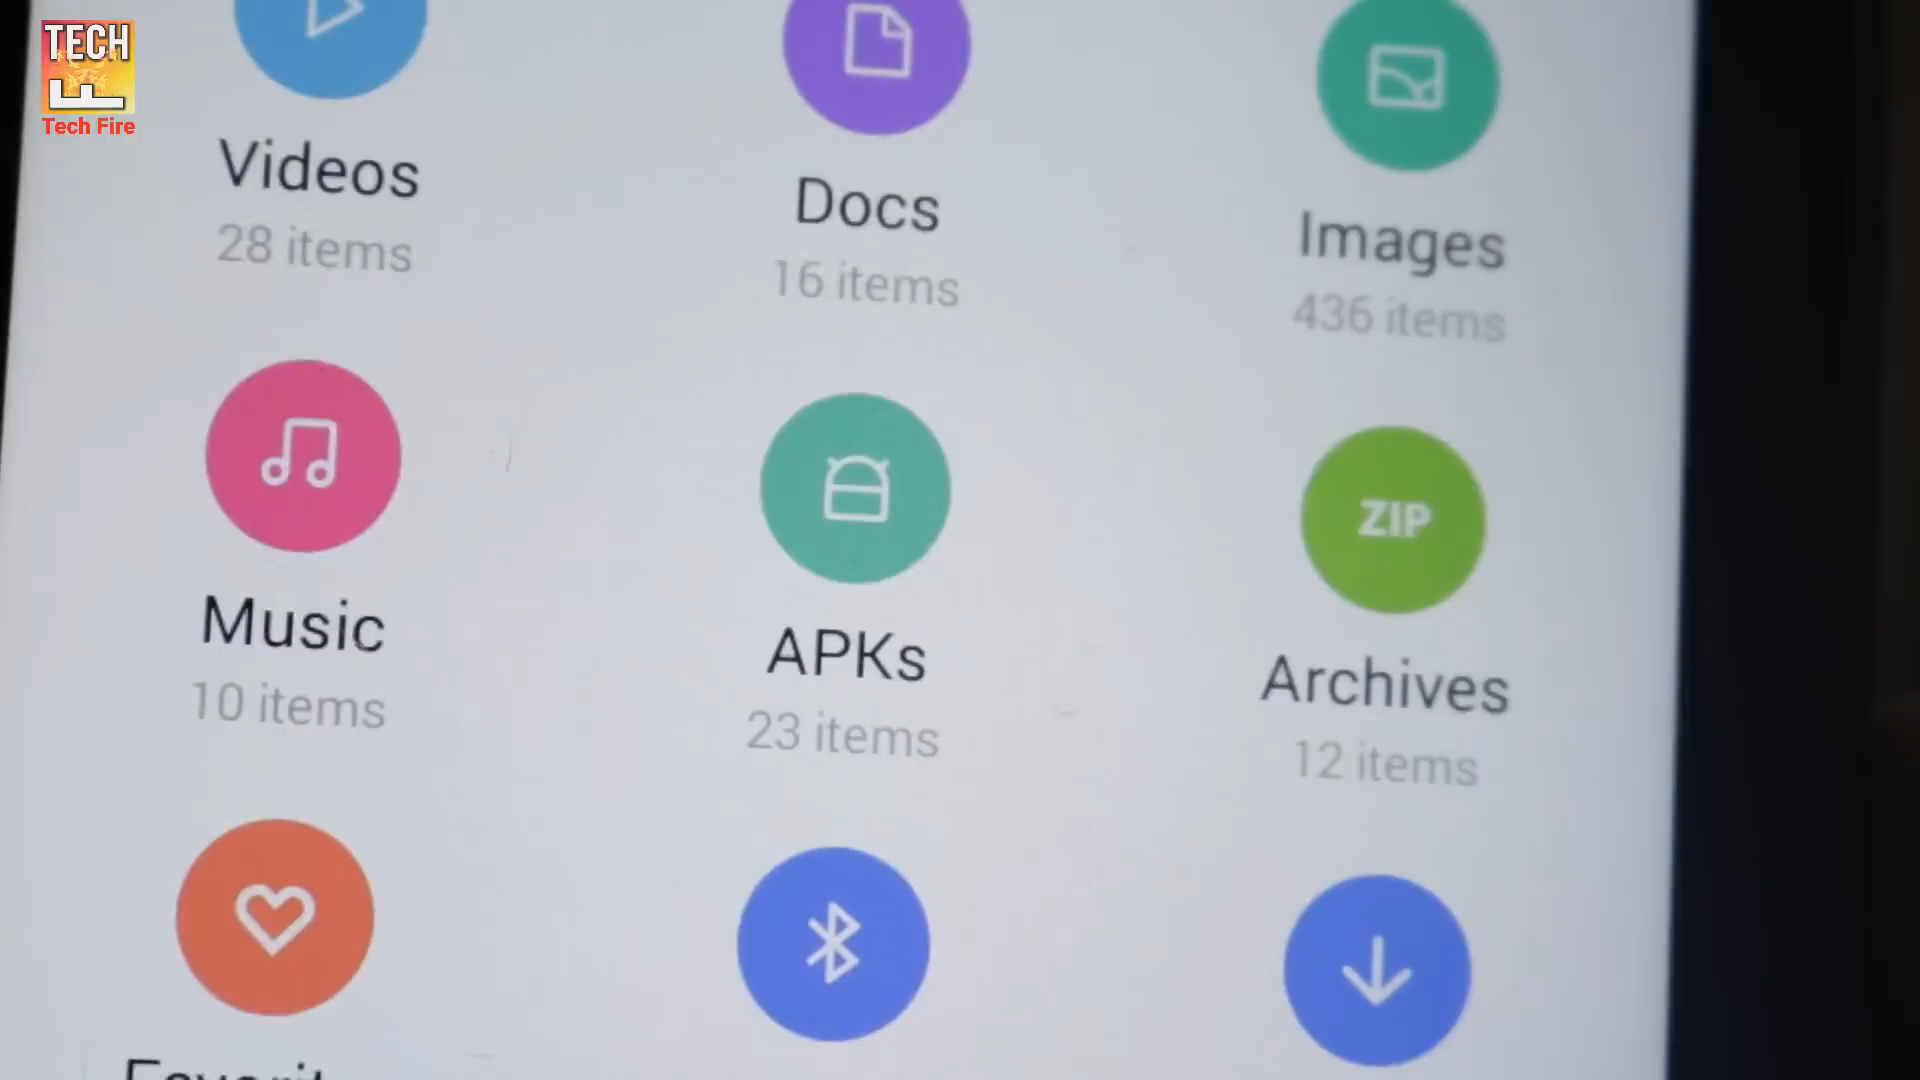 TECH
F
Tech Fire
Videos
28 items
Docs
16 items
Images
436 items
Music
10 items
APKs
23 items
ZIP
Archives
12 items